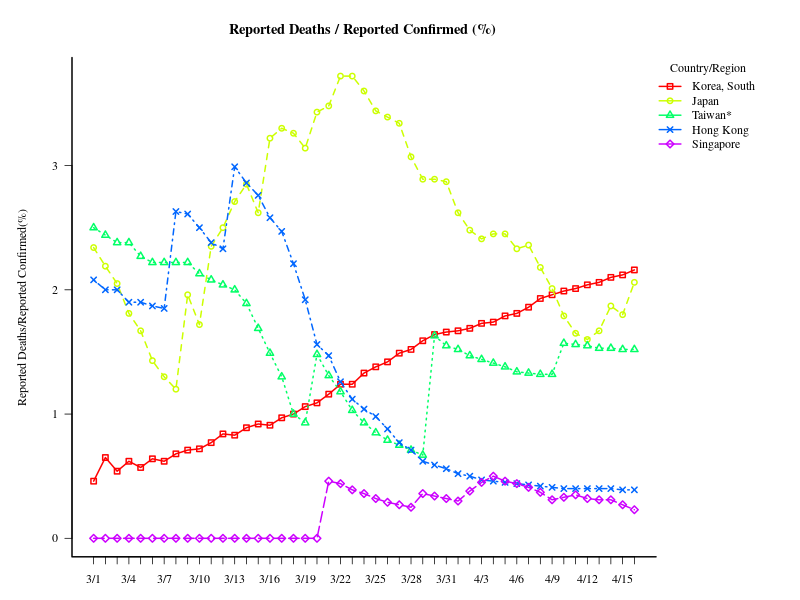 Reported Deaths / Reported Confirmed (%)
Country/Region
Korea, South
Japan
Taiwan*
Hong Kong
Singapore
Reported Deaths/Reported Confirmed(%)
3
2
1
0
3/1 3/4 3/7 3/10 3/13 3/16 3/19 3/22 3/25 3/28 3/31 4/3 4/6 4/9 4/12 4/15